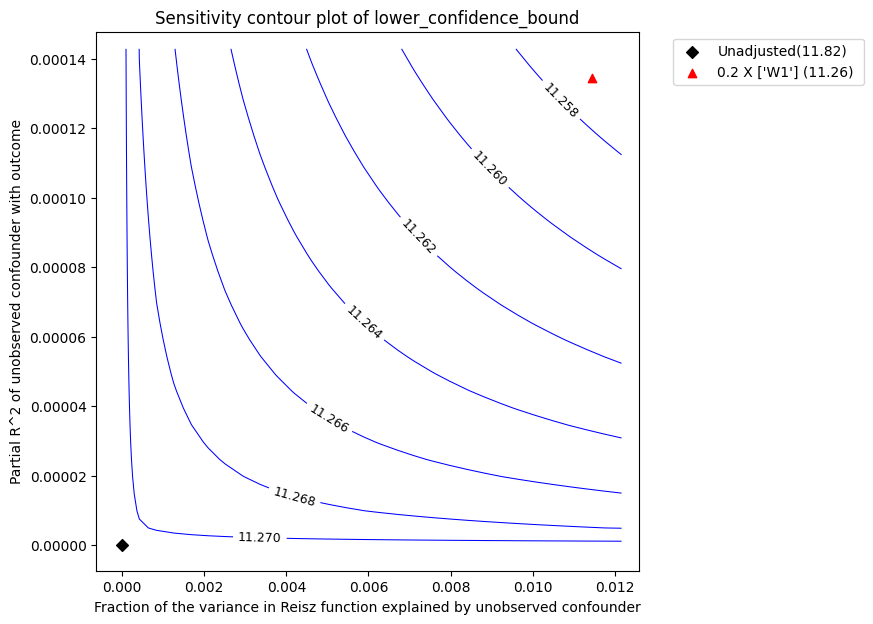 Sensitivity contour plot of lower_confidence_bound
Unadjusted(11.82)
0.2 X ['W1'] (11.26)
Partial R^2 of unobserved confounder with outcome
0.00014
0.00012
0.00010
0.00008
0.00006
0.00004
0.00002
0.00000
11.258
11.260
11.262
11.264
11.266
11.268
11.270
0.000 0.002 0.004 0.006 0.008 0.010 0.012
Fraction of the variance in Reisz function explained by unobserved confounder